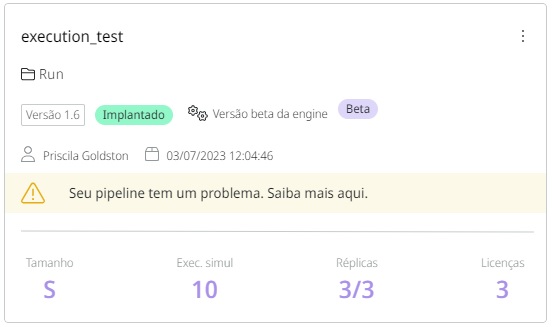 execution_test
Run
Versão 1.6 Implantado Versão beta da engine Beta
Priscila Goldston 03/07/2023 12:04:46
Seu pipeline tem um problema. Saiba mais aqui.
Tamanho Exec. simul Réplicas Licenças
S 10 3/3 3